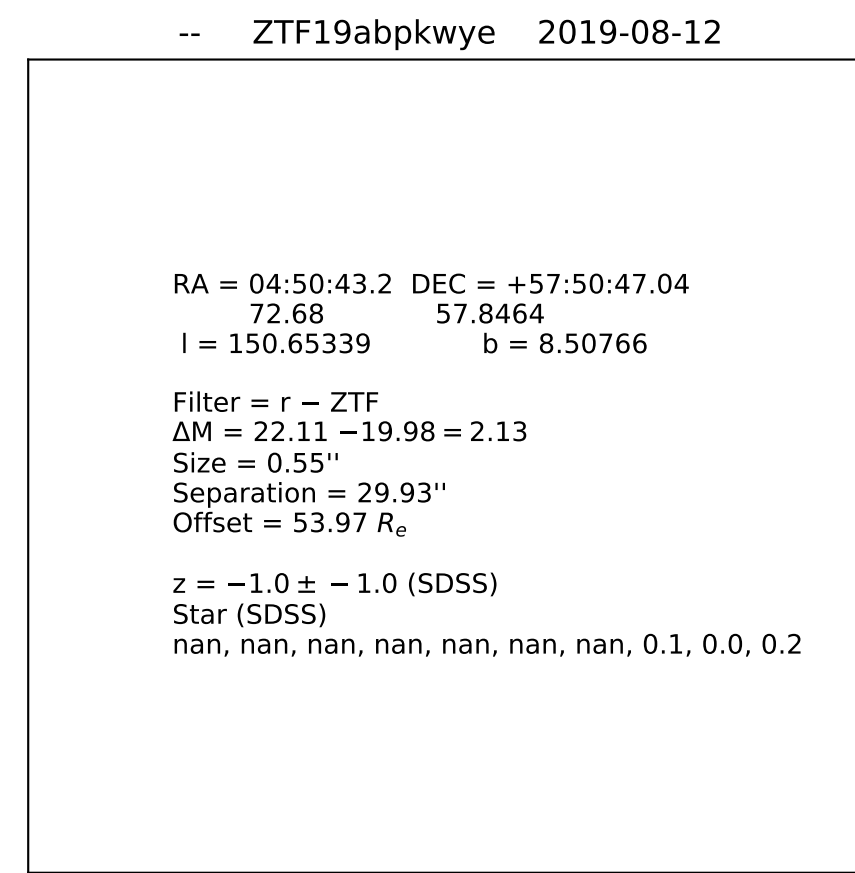 -- ZTF19abpkwye 2019-08-12
RA = 04:50:43.2 DEC = +57:50:47.04
72.68 57.8464
l = 150.65339 b = 8.50766
Filter = r − ZTF
ΔM = 22.11 −19.98 = 2.13
Size = 0.55''
Separation = 29.93''
Offset = 53.97 Rₑ
z = −1.0 ± −1.0 (SDSS)
Star (SDSS)
nan, nan, nan, nan, nan, nan, nan, 0.1, 0.0, 0.2